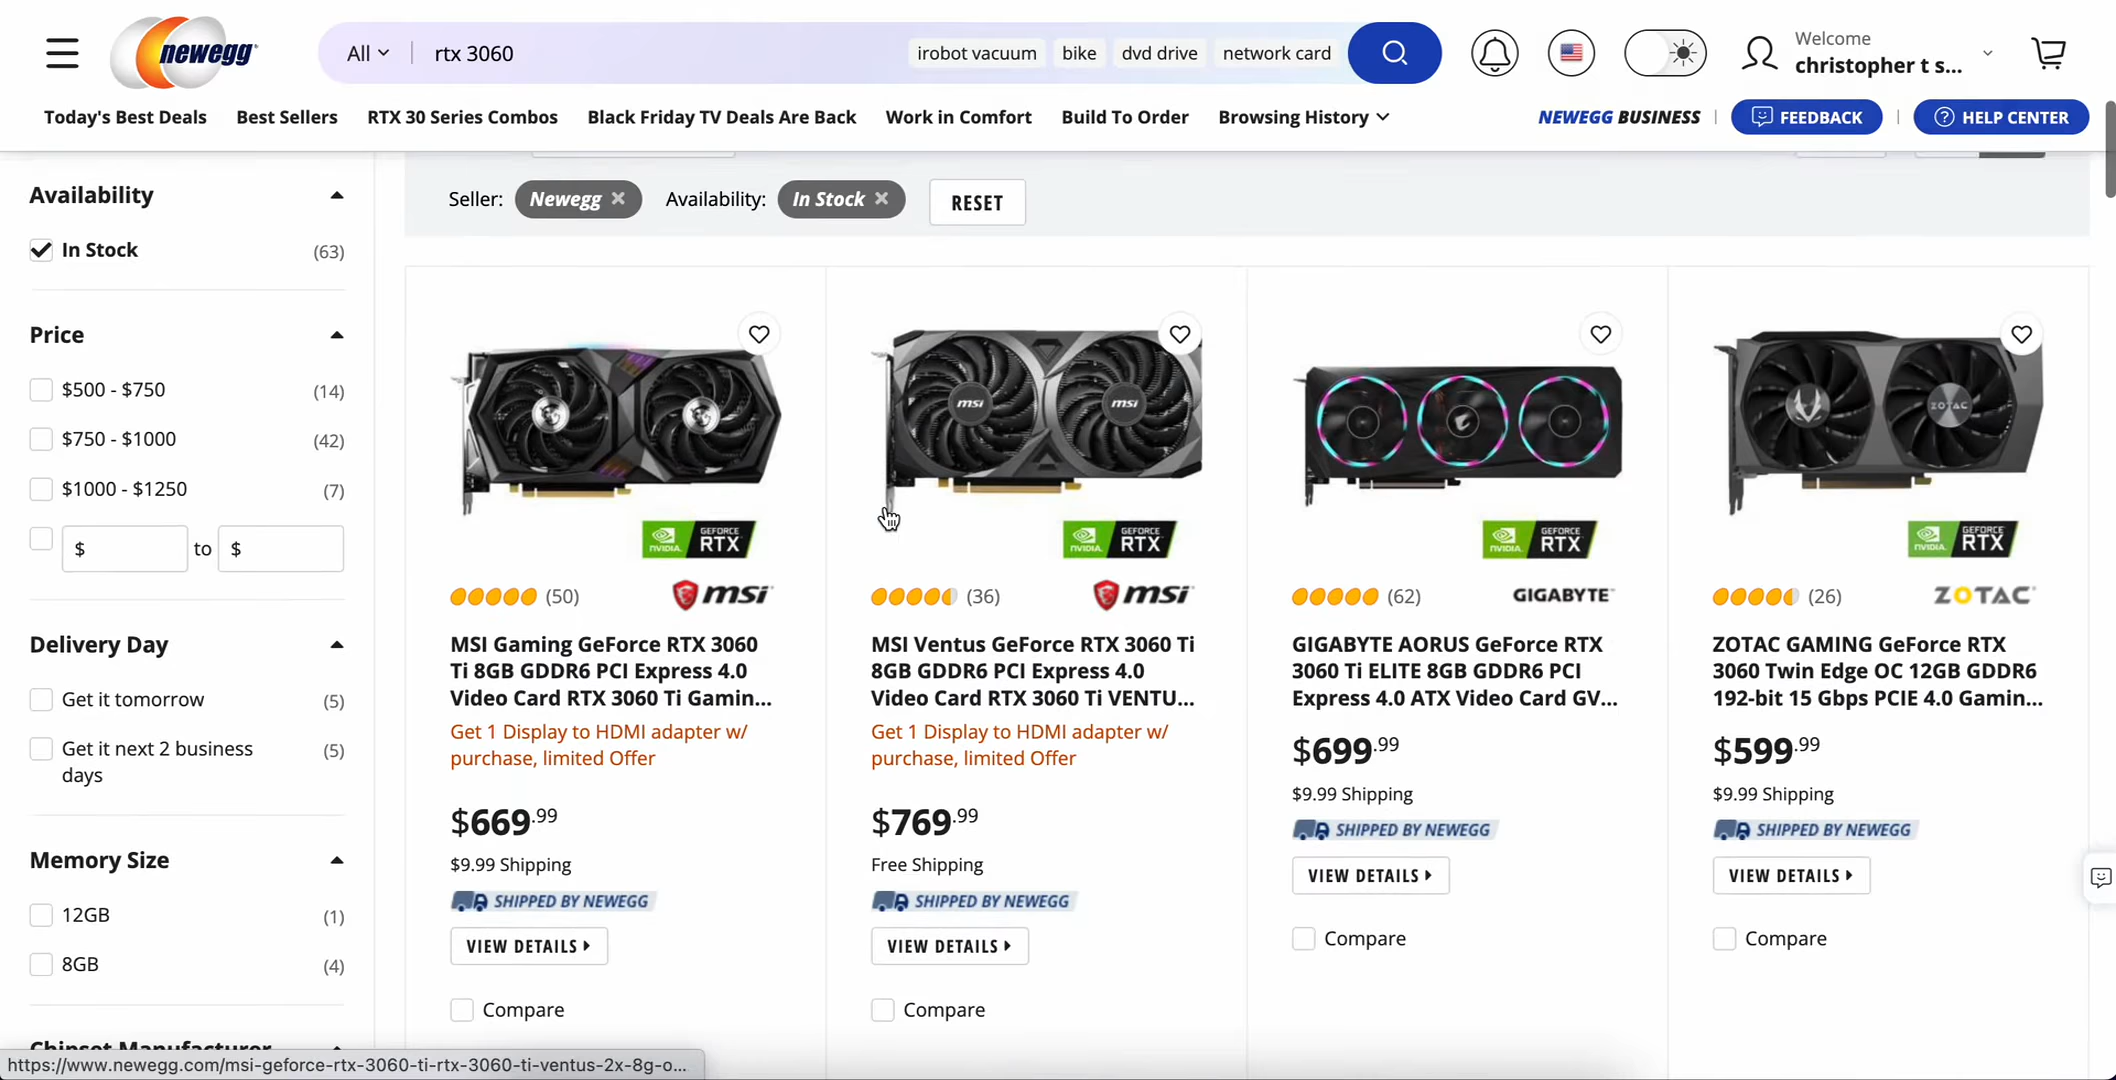 newegg
All
rtx 3060
irobot vacuum
bike
dvd drive
network card
Welcome
christopher t s...
Today's Best Deals
Best Sellers
RTX 30 Series Combos
Black Friday TV Deals Are Back
Work in Comfort
Build To Order
Browsing History
NEWEGG BUSINESS
FEEDBACK
HELP CENTER
Availability
In Stock (63)
Price
$500 - $750 (14)
$750 - $1000 (42)
$1000 - $1250 (7)
$ to $
Delivery Day
Get it tomorrow (5)
Get it next 2 business (5)
days
Memory Size
12GB (1)
8GB (4)
Seller: Newegg Availability: In Stock RESET
NVIDIA. GEFORCE RTX
(50) msi
MSI Gaming GeForce RTX 3060
Ti 8GB GDDR6 PCI Express 4.0
Video Card RTX 3060 Ti Gamin...
Get 1 Display to HDMI adapter w/
purchase, limited Offer
$669.99
$9.99 Shipping
SHIPPED BY NEWEGG
VIEW DETAILS
Compare
msi msi
NVIDIA. GEFORCE RTX
(36) msi
MSI Ventus GeForce RTX 3060 Ti
8GB GDDR6 PCI Express 4.0
Video Card RTX 3060 Ti VENTU...
Get 1 Display to HDMI adapter w/
purchase, limited Offer
$769.99
Free Shipping
SHIPPED BY NEWEGG
VIEW DETAILS
Compare
NVIDIA. GEFORCE RTX
(62) GIGABYTE
GIGABYTE AORUS GeForce RTX
3060 Ti ELITE 8GB GDDR6 PCI
Express 4.0 ATX Video Card GV...
$699.99
$9.99 Shipping
SHIPPED BY NEWEGG
VIEW DETAILS
Compare
ZOTAC
NVIDIA. GEFORCE RTX
(26) ZOTAC
ZOTAC GAMING GeForce RTX
3060 Twin Edge OC 12GB GDDR6
192-bit 15 Gbps PCIE 4.0 Gamin...
$599.99
$9.99 Shipping
SHIPPED BY NEWEGG
VIEW DETAILS
Compare
Chipset Manufacturer
https://www.newegg.com/msi-geforce-rtx-3060-ti-rtx-3060-ti-ventus-2x-8g-o...